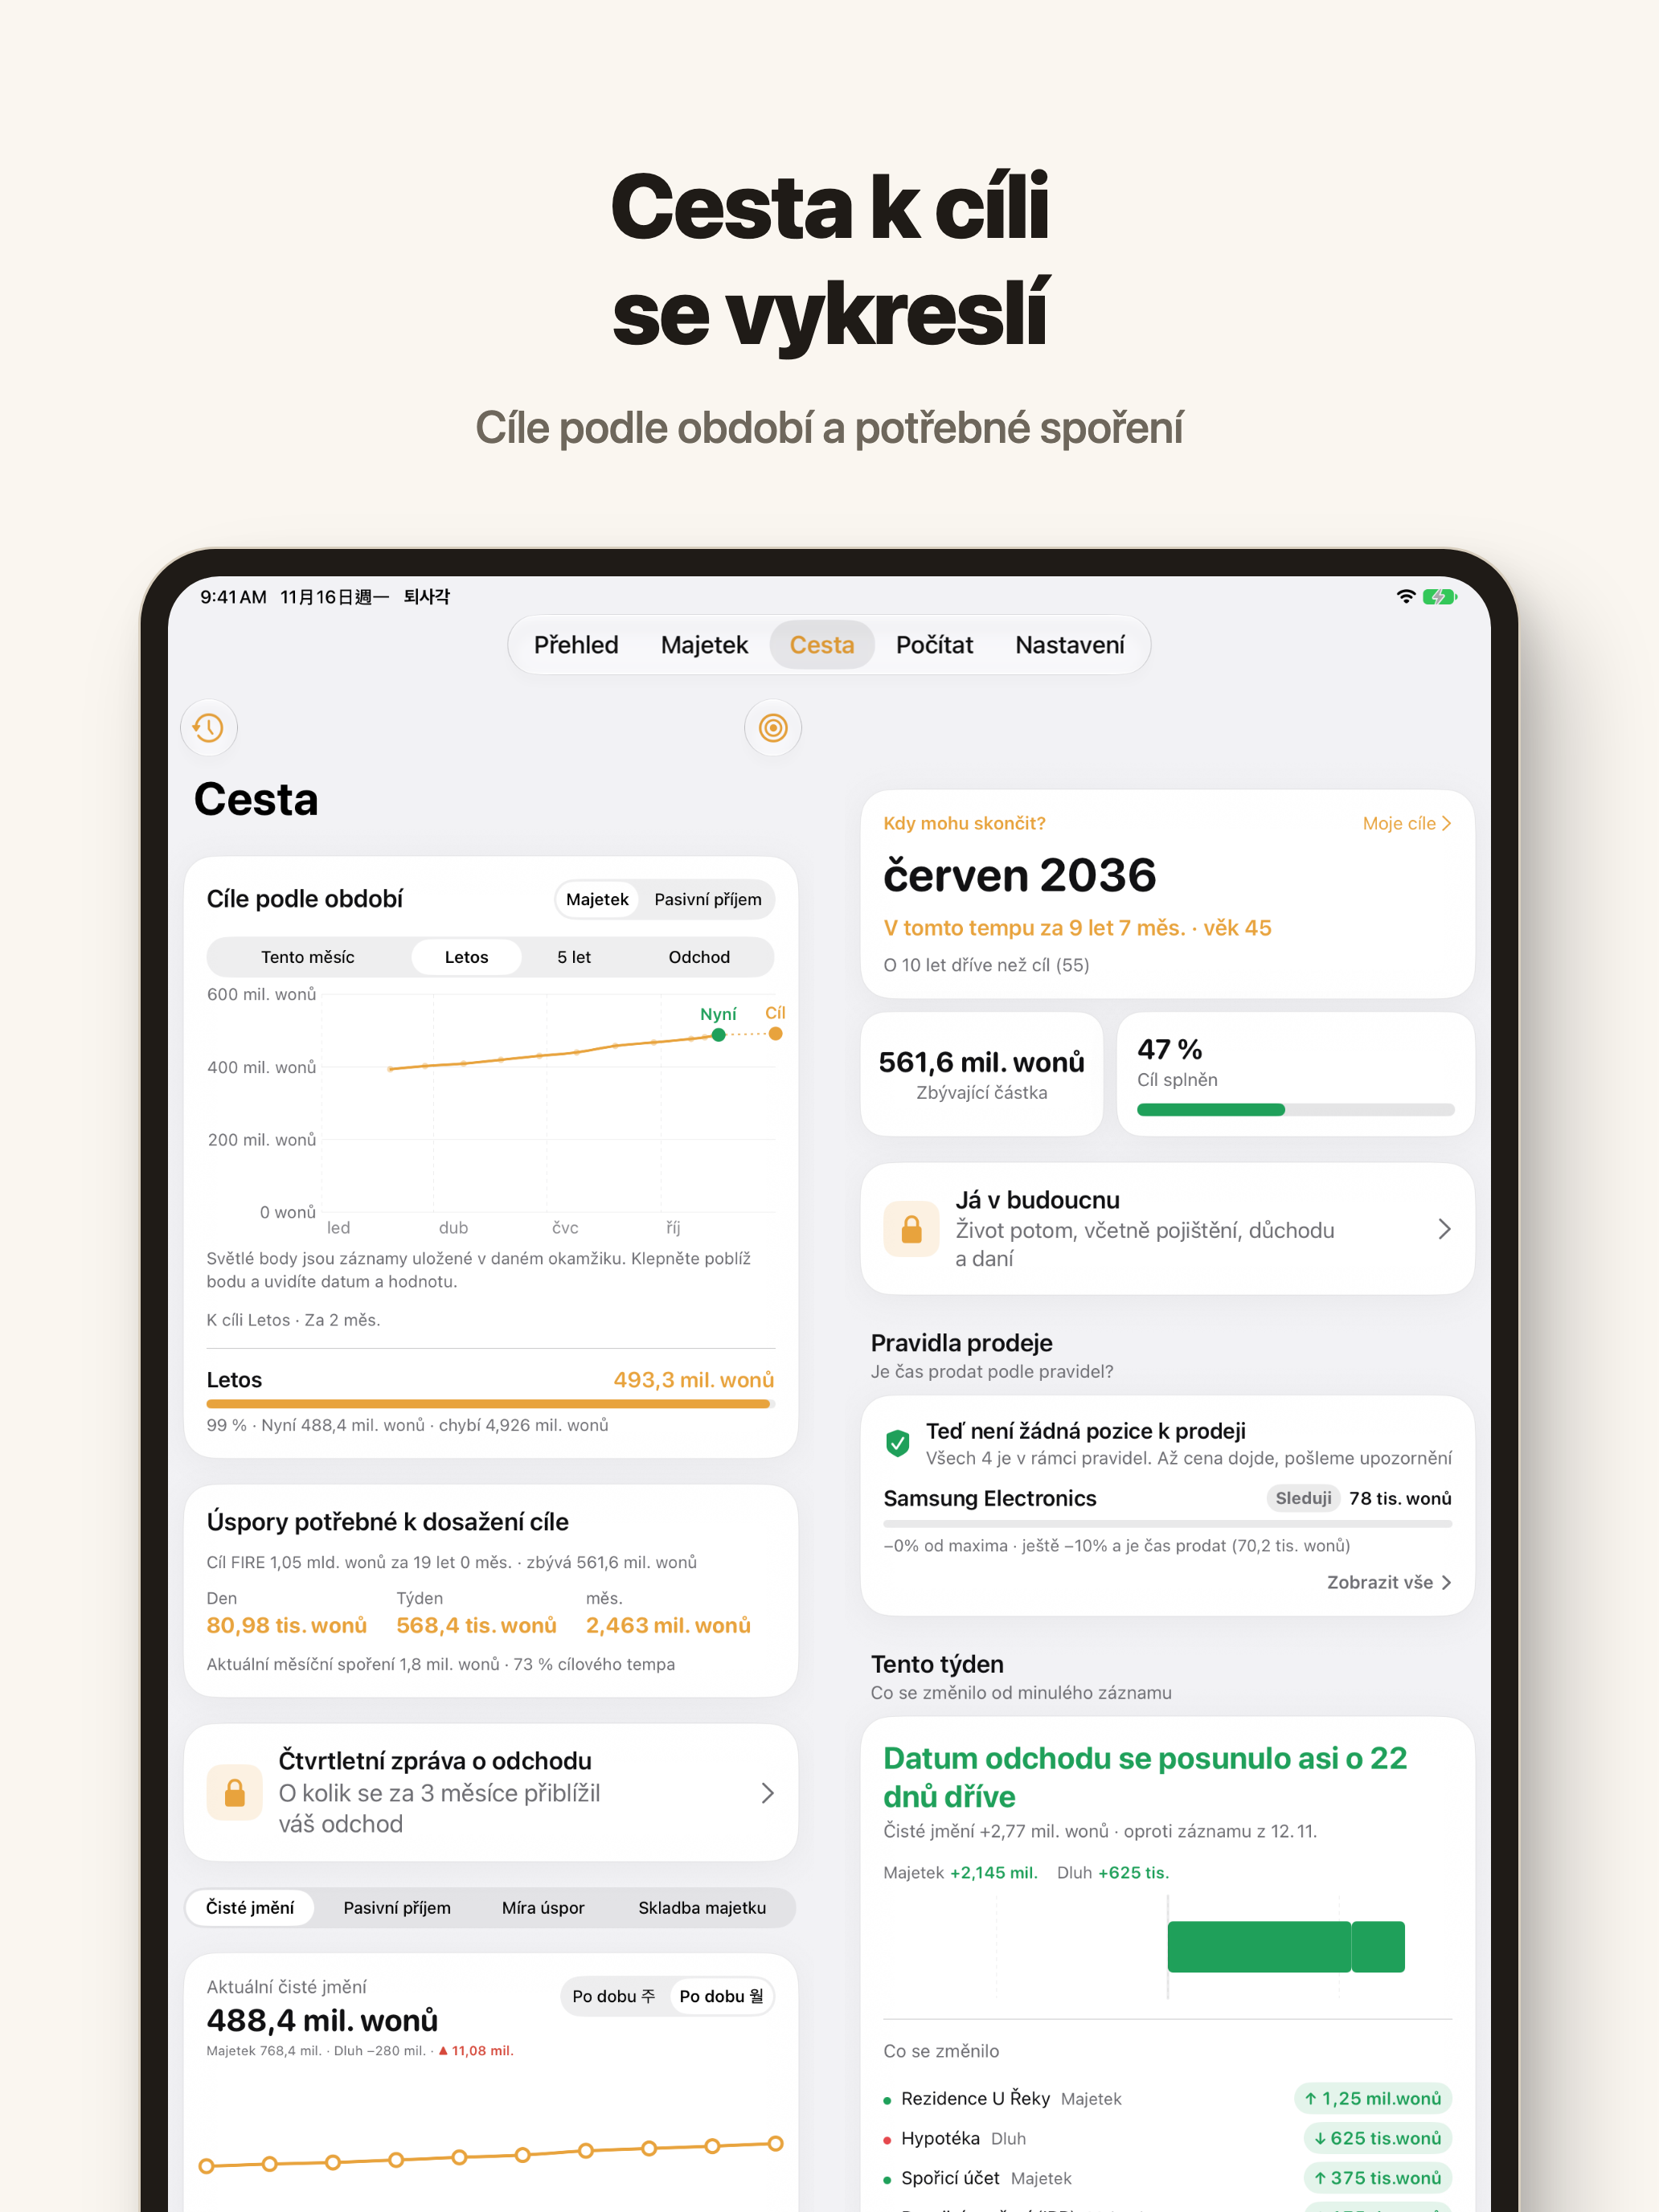 Cesta k cíli
se vykreslí
Cíle podle období a potřebné spoření
9:41 AM 11月16日週一 퇴사각
Přehled Majetek Cesta Počítat Nastavení
Cesta
Cíle podle období Majetek Pasivní příjem
Tento měsíc Letos 5 let Odchod
600 mil. wonů
Nyní Cíl
400 mil. wonů
200 mil. wonů
0 wonů
led dub čvc říj
Světlé body jsou záznamy uložené v daném okamžiku. Klepněte poblíž
bodu a uvidíte datum a hodnotu.
K cíli Letos · Za 2 měs.
Letos 493,3 mil. wonů
99 % · Nyní 488,4 mil. wonů · chybí 4,926 mil. wonů
Úspory potřebné k dosažení cíle
Cíl FIRE 1,05 mld. wonů za 19 let 0 měs. · zbývá 561,6 mil. wonů
Den Týden měs.
80,98 tis. wonů 568,4 tis. wonů 2,463 mil. wonů
Aktuální měsíční spoření 1,8 mil. wonů · 73 % cílového tempa
Čtvrtletní zpráva o odchodu
O kolik se za 3 měsíce přiblížil
váš odchod
Čisté jmění Pasivní příjem Míra úspor Skladba majetku
Aktuální čisté jmění
488,4 mil. wonů
Po dobu 주 Po dobu 월
Majetek 768,4 mil. · Dluh −280 mil. · ▲ 11,08 mil.
Kdy mohu skončit? Moje cíle
červen 2036
V tomto tempu za 9 let 7 měs. · věk 45
O 10 let dříve než cíl (55)
561,6 mil. wonů
Zbývající částka
47 %
Cíl splněn
Já v budoucnu
Život potom, včetně pojištění, důchodu
a daní
Pravidla prodeje
Je čas prodat podle pravidel?
Teď není žádná pozice k prodeji
Všech 4 je v rámci pravidel. Až cena dojde, pošleme upozornění
Samsung Electronics Sleduji 78 tis. wonů
−0% od maxima · ještě −10% a je čas prodat (70,2 tis. wonů)
Zobrazit vše
Tento týden
Co se změnilo od minulého záznamu
Datum odchodu se posunulo asi o 22
dnů dříve
Čisté jmění +2,77 mil. wonů · oproti záznamu z 12. 11.
Majetek +2,145 mil. Dluh +625 tis.
Co se změnilo
Rezidence U Řeky Majetek ↑ 1,25 mil.wonů
Hypotéka Dluh ↓ 625 tis.wonů
Spořicí účet Majetek ↑ 375 tis.wonů